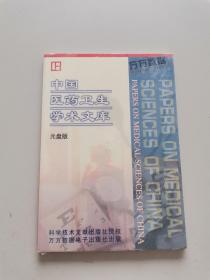 万方数据
中国
医药卫生
学术文库
光盘版
PAPERS ON MEDICAL
SCIENCES OF CHINA
PAPERS ON MEDICAL SCIENCES OF CHINA
科学技术文献出版社授权
万方数据电子出版社出版